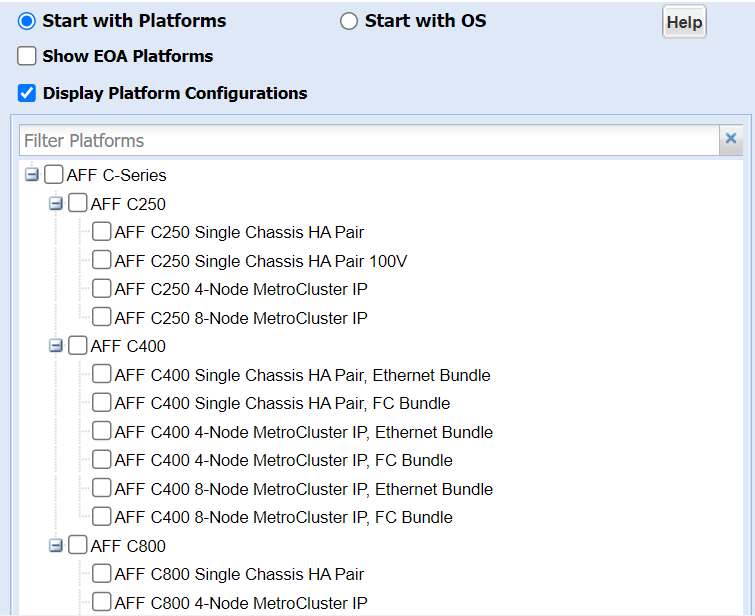 Start with Platforms Start with OS Help
Show EOA Platforms
Display Platform Configurations
Filter Platforms
AFF C-Series
AFF C250
AFF C250 Single Chassis HA Pair
AFF C250 Single Chassis HA Pair 100V
AFF C250 4-Node MetroCluster IP
AFF C250 8-Node MetroCluster IP
AFF C400
AFF C400 Single Chassis HA Pair, Ethernet Bundle
AFF C400 Single Chassis HA Pair, FC Bundle
AFF C400 4-Node MetroCluster IP, Ethernet Bundle
AFF C400 4-Node MetroCluster IP, FC Bundle
AFF C400 8-Node MetroCluster IP, Ethernet Bundle
AFF C400 8-Node MetroCluster IP, FC Bundle
AFF C800
AFF C800 Single Chassis HA Pair
AFF C800 4-Node MetroCluster IP